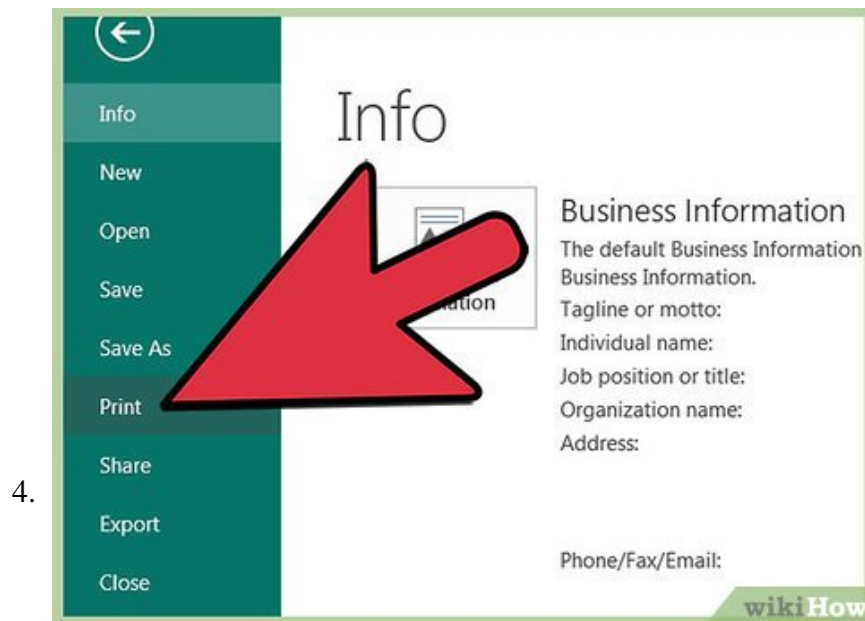 Info
New
Open
Save
Save As
Print
Share
4.
Export
Close
Info
Business Information
The default Business Information
Business Information.
Tagline or motto:
Individual name:
Job position or title:
Organization name:
Address:
Phone/Fax/Email:
wikiHow